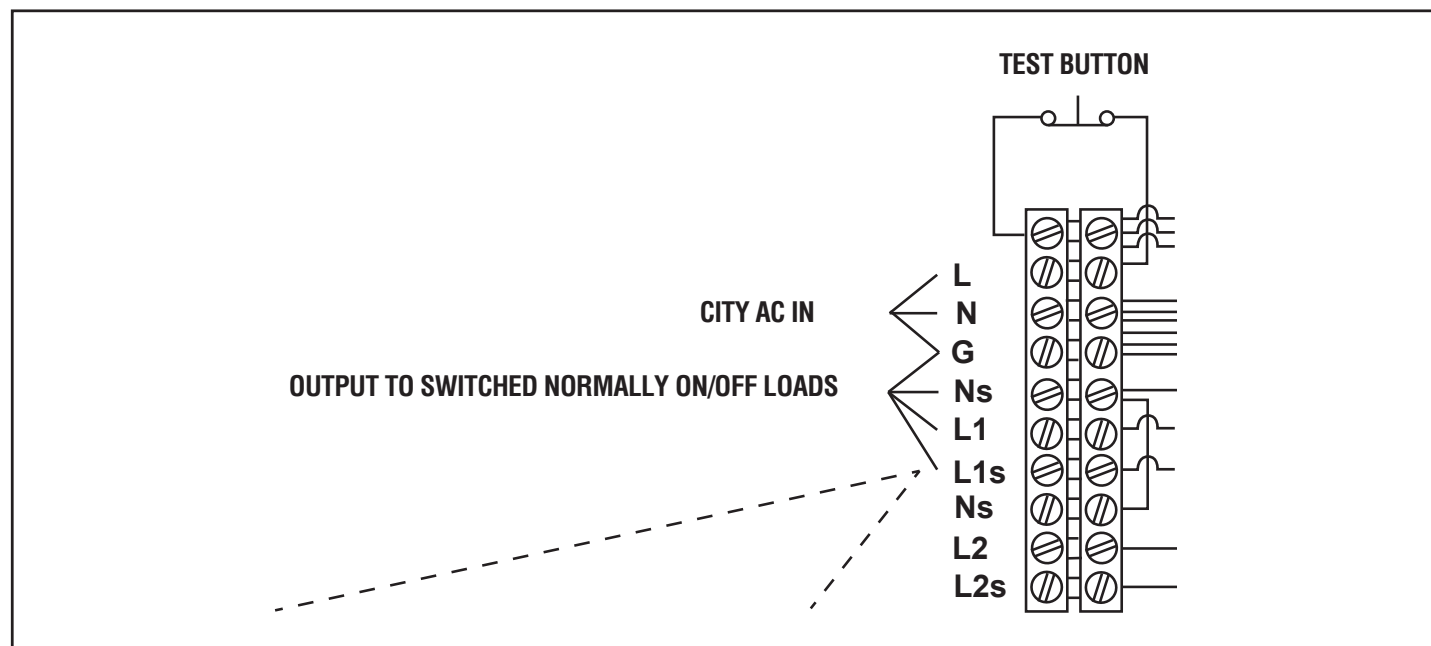 TEST BUTTON
L
CITY AC IN
N
G
OUTPUT TO SWITCHED NORMALLY ON/OFF LOADS
Ns
L1
L1s
Ns
L2
L2s